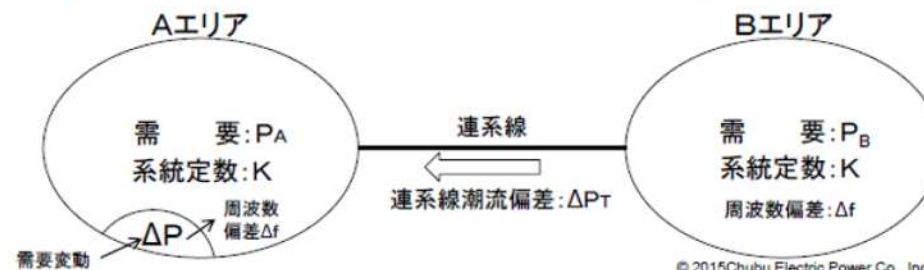 Aエリア
Bエリア
需　要:PA
系統定数:K
ΔP
周波数
偏差Δf
需要変動
連系線
連系線潮流偏差:ΔPT
需　要:PB
系統定数:K
周波数偏差:Δf
© 2015Chubu Electric Power Co., Inc